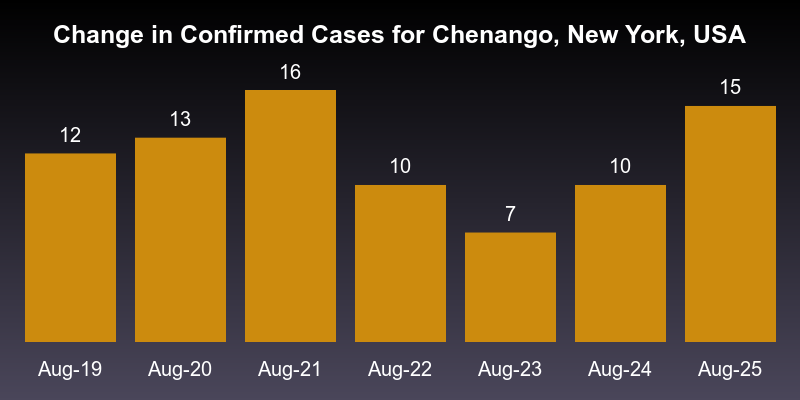 Change in Confirmed Cases for Chenango, New York, USA
12 13 16 10 7 10 15
Aug-19 Aug-20 Aug-21 Aug-22 Aug-23 Aug-24 Aug-25